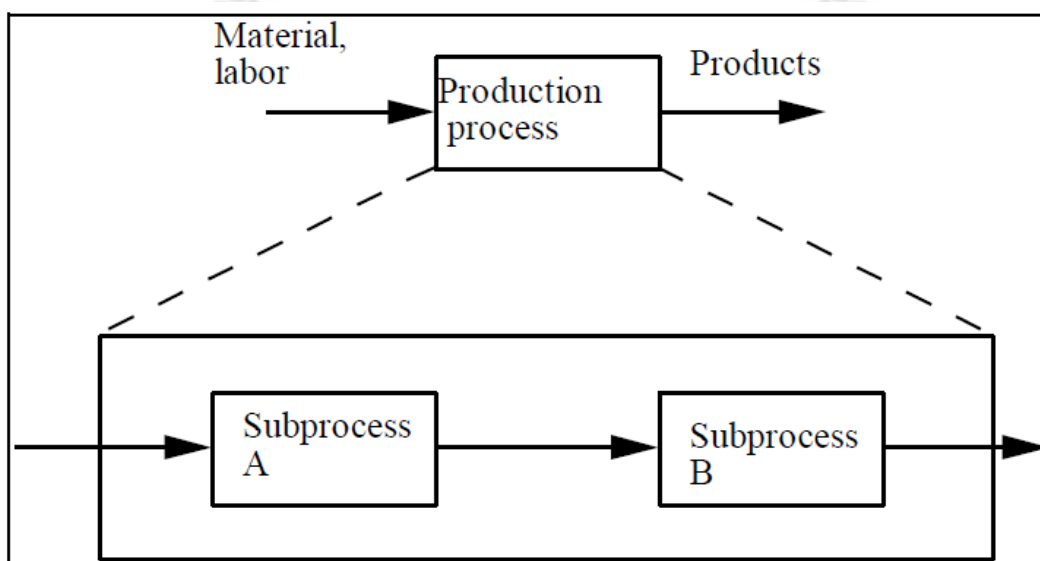 Material,
labor
Production
process
Products
Subprocess
A
Subprocess
B